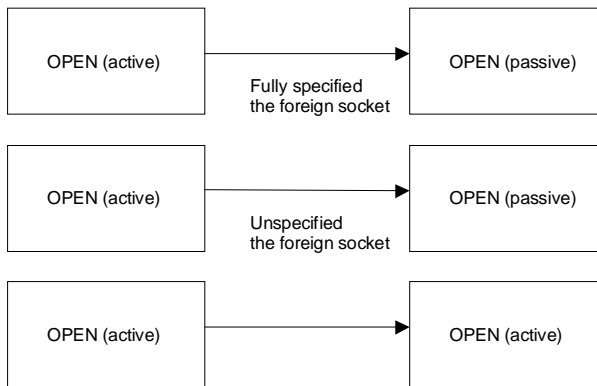 OPEN (active)
OPEN (passive)
Fully specified
the foreign socket
OPEN (active)
OPEN (passive)
Unspecified
the foreign socket
OPEN (active)
OPEN (active)